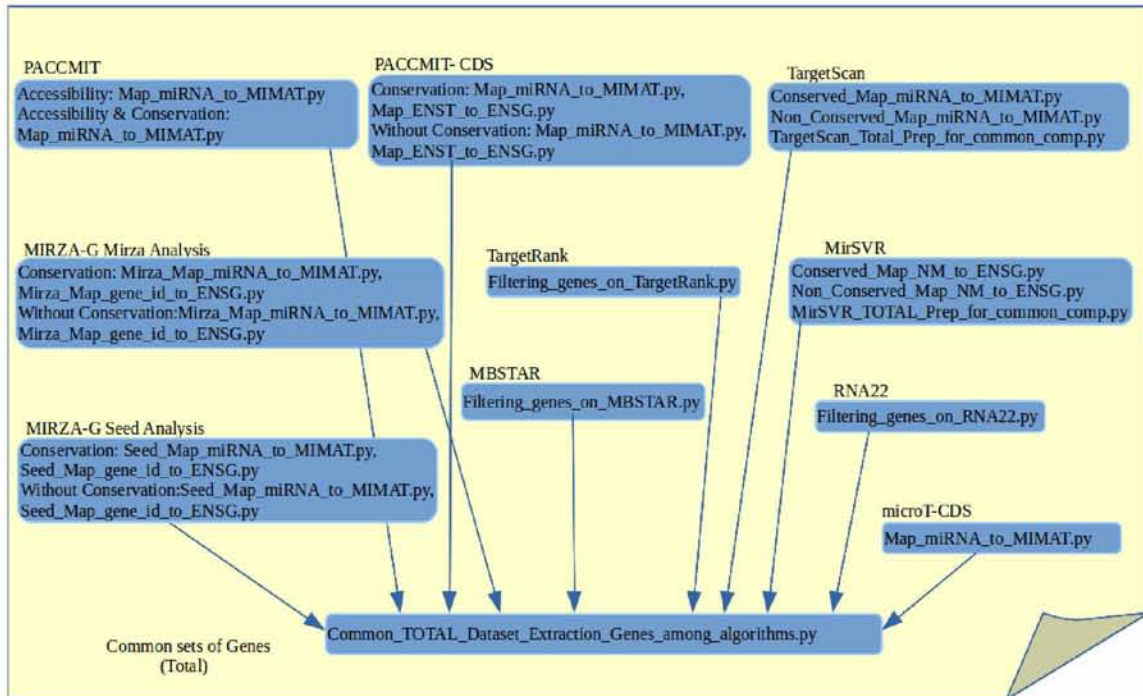 PACCMIT
Accessibility: Map_miRNA_to_MIMAT.py
Accessibility & Conservation:
Map_miRNA_to_MIMAT.py
PACCMIT- CDS
Conservation: Map_miRNA_to_MIMAT.py,
Map_ENST_to_ENSG.py
Without Conservation: Map_miRNA_to_MIMAT.py,
Map_ENST_to_ENSG.py
TargetScan
Conserved_Map_miRNA_to_MIMAT.py
Non_Conserved_Map_miRNA_to_MIMAT.py
TargetScan_Total_Prep_for_common_comp.py
MIRZA-G Mirza Analysis
Conservation: Mirza_Map_miRNA_to_MIMAT.py,
Mirza_Map_gene_id_to_ENSG.py
Without Conservation:Mirza_Map_miRNA_to_MIMAT.py,
Mirza_Map_gene_id_to_ENSG.py
TargetRank
Filtering_genes_on_TargetRank.py
MirSVR
Conserved_Map_NM_to_ENSG.py
Non_Conserved_Map_NM_to_ENSG.py
MirSVR_TOTAL_Prep_for_common_comp.py
MBSTAR
Filtering_genes_on_MBSTAR.py
RNA22
Filtering_genes_on_RNA22.py
MIRZA-G Seed Analysis
Conservation: Seed_Map_miRNA_to_MIMAT.py,
Seed_Map_gene_id_to_ENSG.py
Without Conservation:Seed_Map_miRNA_to_MIMAT.py,
Seed_Map_gene_id_to_ENSG.py
microT-CDS
Map_miRNA_to_MIMAT.py
Common_TOTAL_Dataset_Extraction_Genes_among_algorithms.py
Common sets of Genes
(Total)